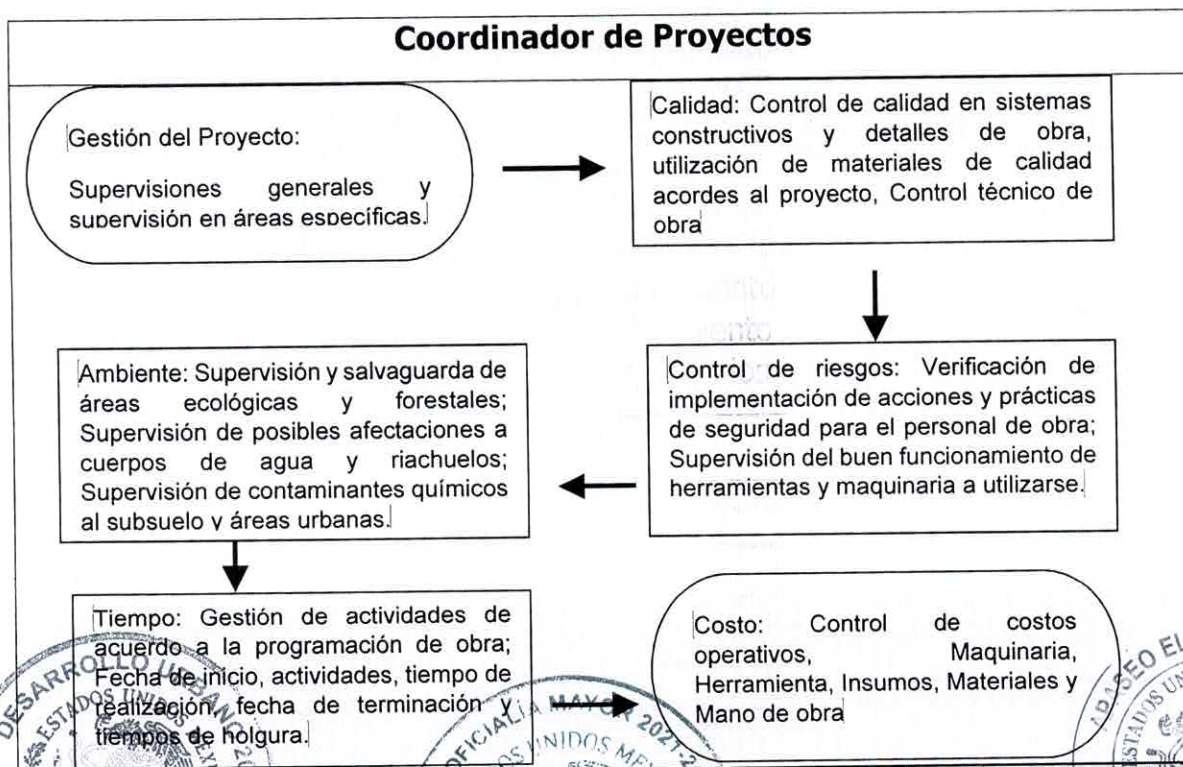 Coordinador de Proyectos
Gestión del Proyecto:
Supervisiones generales y
supervisión en áreas específicas.
Calidad: Control de calidad en sistemas
constructivos y detalles de obra,
utilización de materiales de calidad
acordes al proyecto, Control técnico de
obra
Control de riesgos: Verificación de
implementación de acciones y prácticas
de seguridad para el personal de obra;
Supervisión del buen funcionamiento de
herramientas y maquinaria a utilizarse.
Ambiente: Supervisión y salvaguarda de
áreas ecológicas y forestales;
Supervisión de posibles afectaciones a
cuerpos de agua y riachuelos;
Supervisión de contaminantes químicos
al subsuelo y áreas urbanas.
Tiempo: Gestión de actividades de
acuerdo a la programación de obra;
Fecha de inicio, actividades, tiempo de
realización, fecha de terminación y
tiempos de holgura.
Costo: Control de costos
operativos, Maquinaria,
Herramienta, Insumos, Materiales y
Mano de obra
DESARROLLO URBANO
ESTADOS UNIDOS
OFICIALÍA MAYOR 2021
UNIDOS
ESTADOS